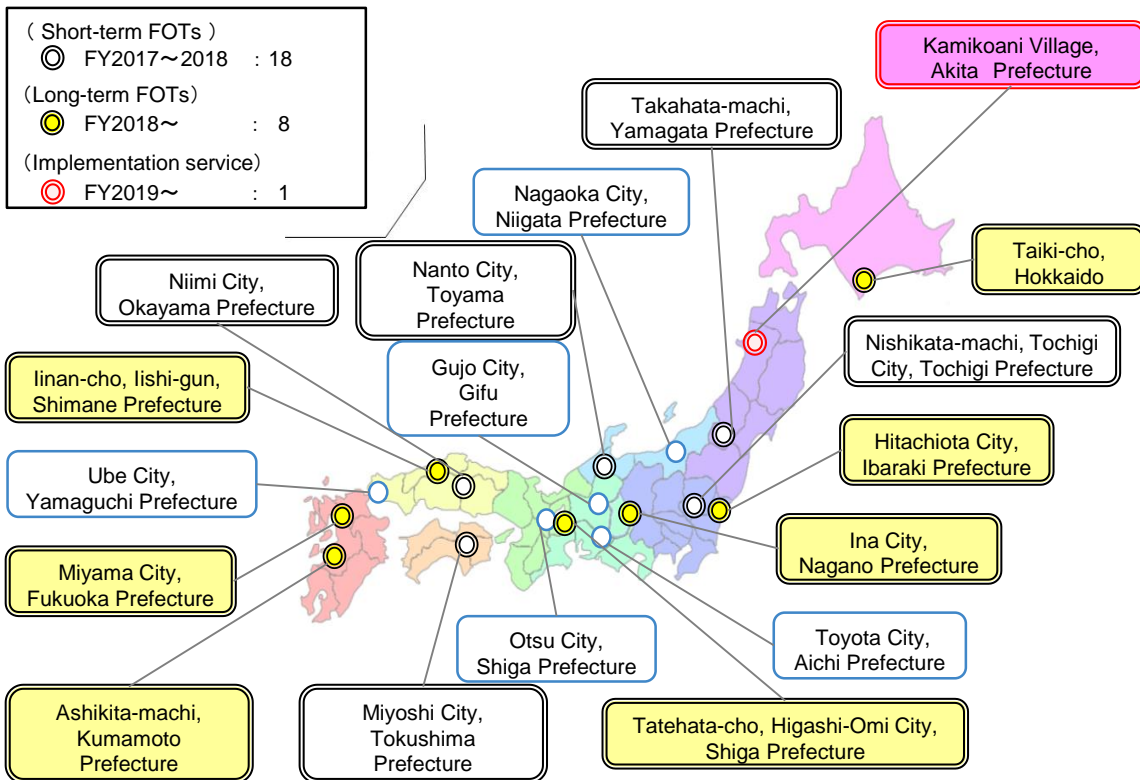 ( Short-term FOTs )
FY2017～2018 : 18
(Long-term FOTs)
FY2018～ : 8
(Implementation service)
FY2019～ : 1
Kamikoani Village,
Akita Prefecture
Takahata-machi,
Yamagata Prefecture
Nagaoka City,
Niigata Prefecture
Taiki-cho,
Hokkaido
Niimi City,
Okayama Prefecture
Nanto City,
Toyama
Prefecture
Nishikata-machi, Tochigi
City, Tochigi Prefecture
Gujo City,
Gifu
Prefecture
Iinan-cho, Iishi-gun,
Shimane Prefecture
Hitachiota City,
Ibaraki Prefecture
Ube City,
Yamaguchi Prefecture
Ina City,
Nagano Prefecture
Miyama City,
Fukuoka Prefecture
Otsu City,
Shiga Prefecture
Toyota City,
Aichi Prefecture
Ashikita-machi,
Kumamoto
Prefecture
Miyoshi City,
Tokushima
Prefecture
Tatehata-cho, Higashi-Omi City,
Shiga Prefecture